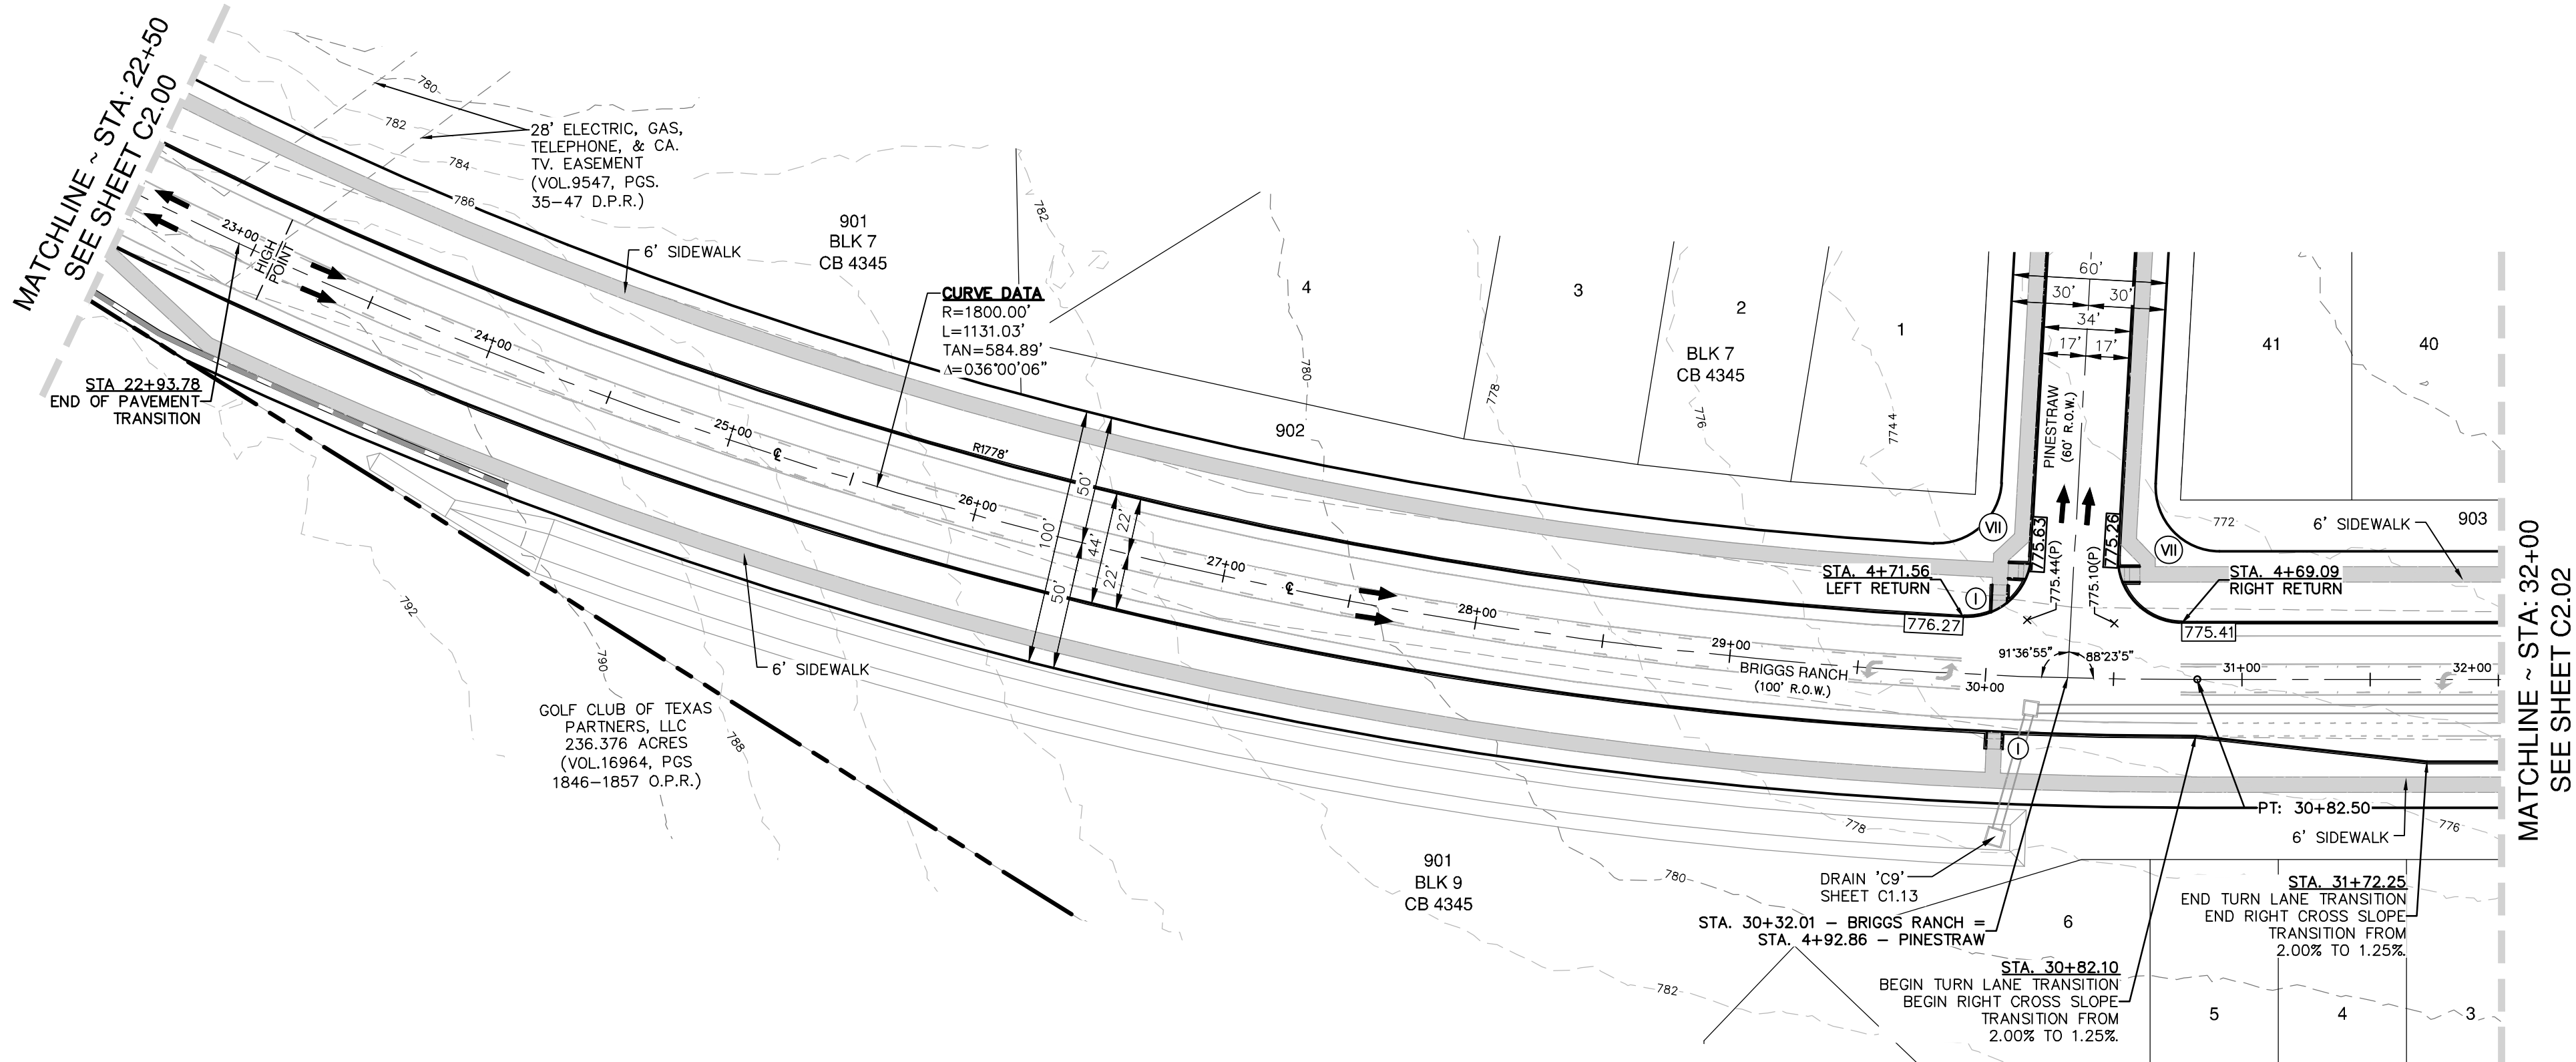 MATCHLINE ~ STA: 22+50
SEE SHEET C2.00
780
782
784
786
28' ELECTRIC, GAS,
TELEPHONE, & CA.
TV. EASEMENT
(VOL.9547, PGS.
35-47 D.P.R.)
23+00
HIGH
POINT
6' SIDEWALK
901
BLK 7
CB 4345
782
CURVE DATA
R=1800.00'
L=1131.03'
TAN=584.89'
Δ=036°00'06"
STA 22+93.78
END OF PAVEMENT
TRANSITION
24+00
25+00
℄
R1778'
26+00
50'
100'
50'
22'
44'
22'
27+00
℄
28+00
29+00
BRIGGS RANCH
(100' R.O.W.)
30+00
902
4
3
2
1
780
778
BLK 7
CB 4345
776
7744
60'
30'
30'
34'
17'
17'
PINESTRAW
(60' R.O.W.)
41
40
VII
775.63
775.44(P)
775.26
775.10(P)
VII
772
6' SIDEWALK
903
STA. 4+71.56
LEFT RETURN
I
776.27
STA. 4+69.09
RIGHT RETURN
775.41
91°36'55"
88°23'5"
31+00
32+00
MATCHLINE ~ STA: 32+00
SEE SHEET C2.02
792
790
788
6' SIDEWALK
GOLF CLUB OF TEXAS
PARTNERS, LLC
236.376 ACRES
(VOL.16964, PGS
1846-1857 O.P.R.)
I
PT: 30+82.50
6' SIDEWALK
776
778
780
782
901
BLK 9
CB 4345
DRAIN 'C9'
SHEET C1.13
STA. 30+32.01 - BRIGGS RANCH =
STA. 4+92.86 - PINESTRAW
6
STA. 31+72.25
END TURN LANE TRANSITION
END RIGHT CROSS SLOPE
TRANSITION FROM
2.00% TO 1.25%.
STA. 30+82.10
BEGIN TURN LANE TRANSITION
BEGIN RIGHT CROSS SLOPE
TRANSITION FROM
2.00% TO 1.25%.
5
4
3